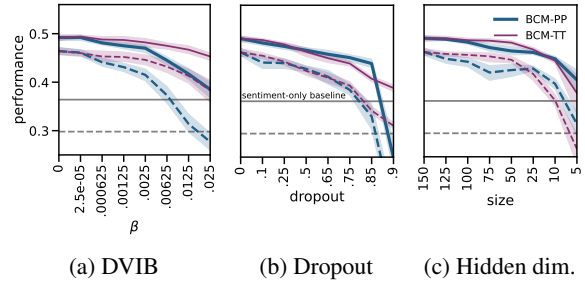 performance
0.5
0.4
0.3
0
2.5e-05
.000625
.00125
.0025
.00625
.0125
.025
β
sentiment-only baseline
0
.1
.25
.5
.65
.75
.85
.9
dropout
BCM-PP
BCM-TT
150
125
100
75
50
25
10
5
size
(a) DVIB
(b) Dropout
(c) Hidden dim.